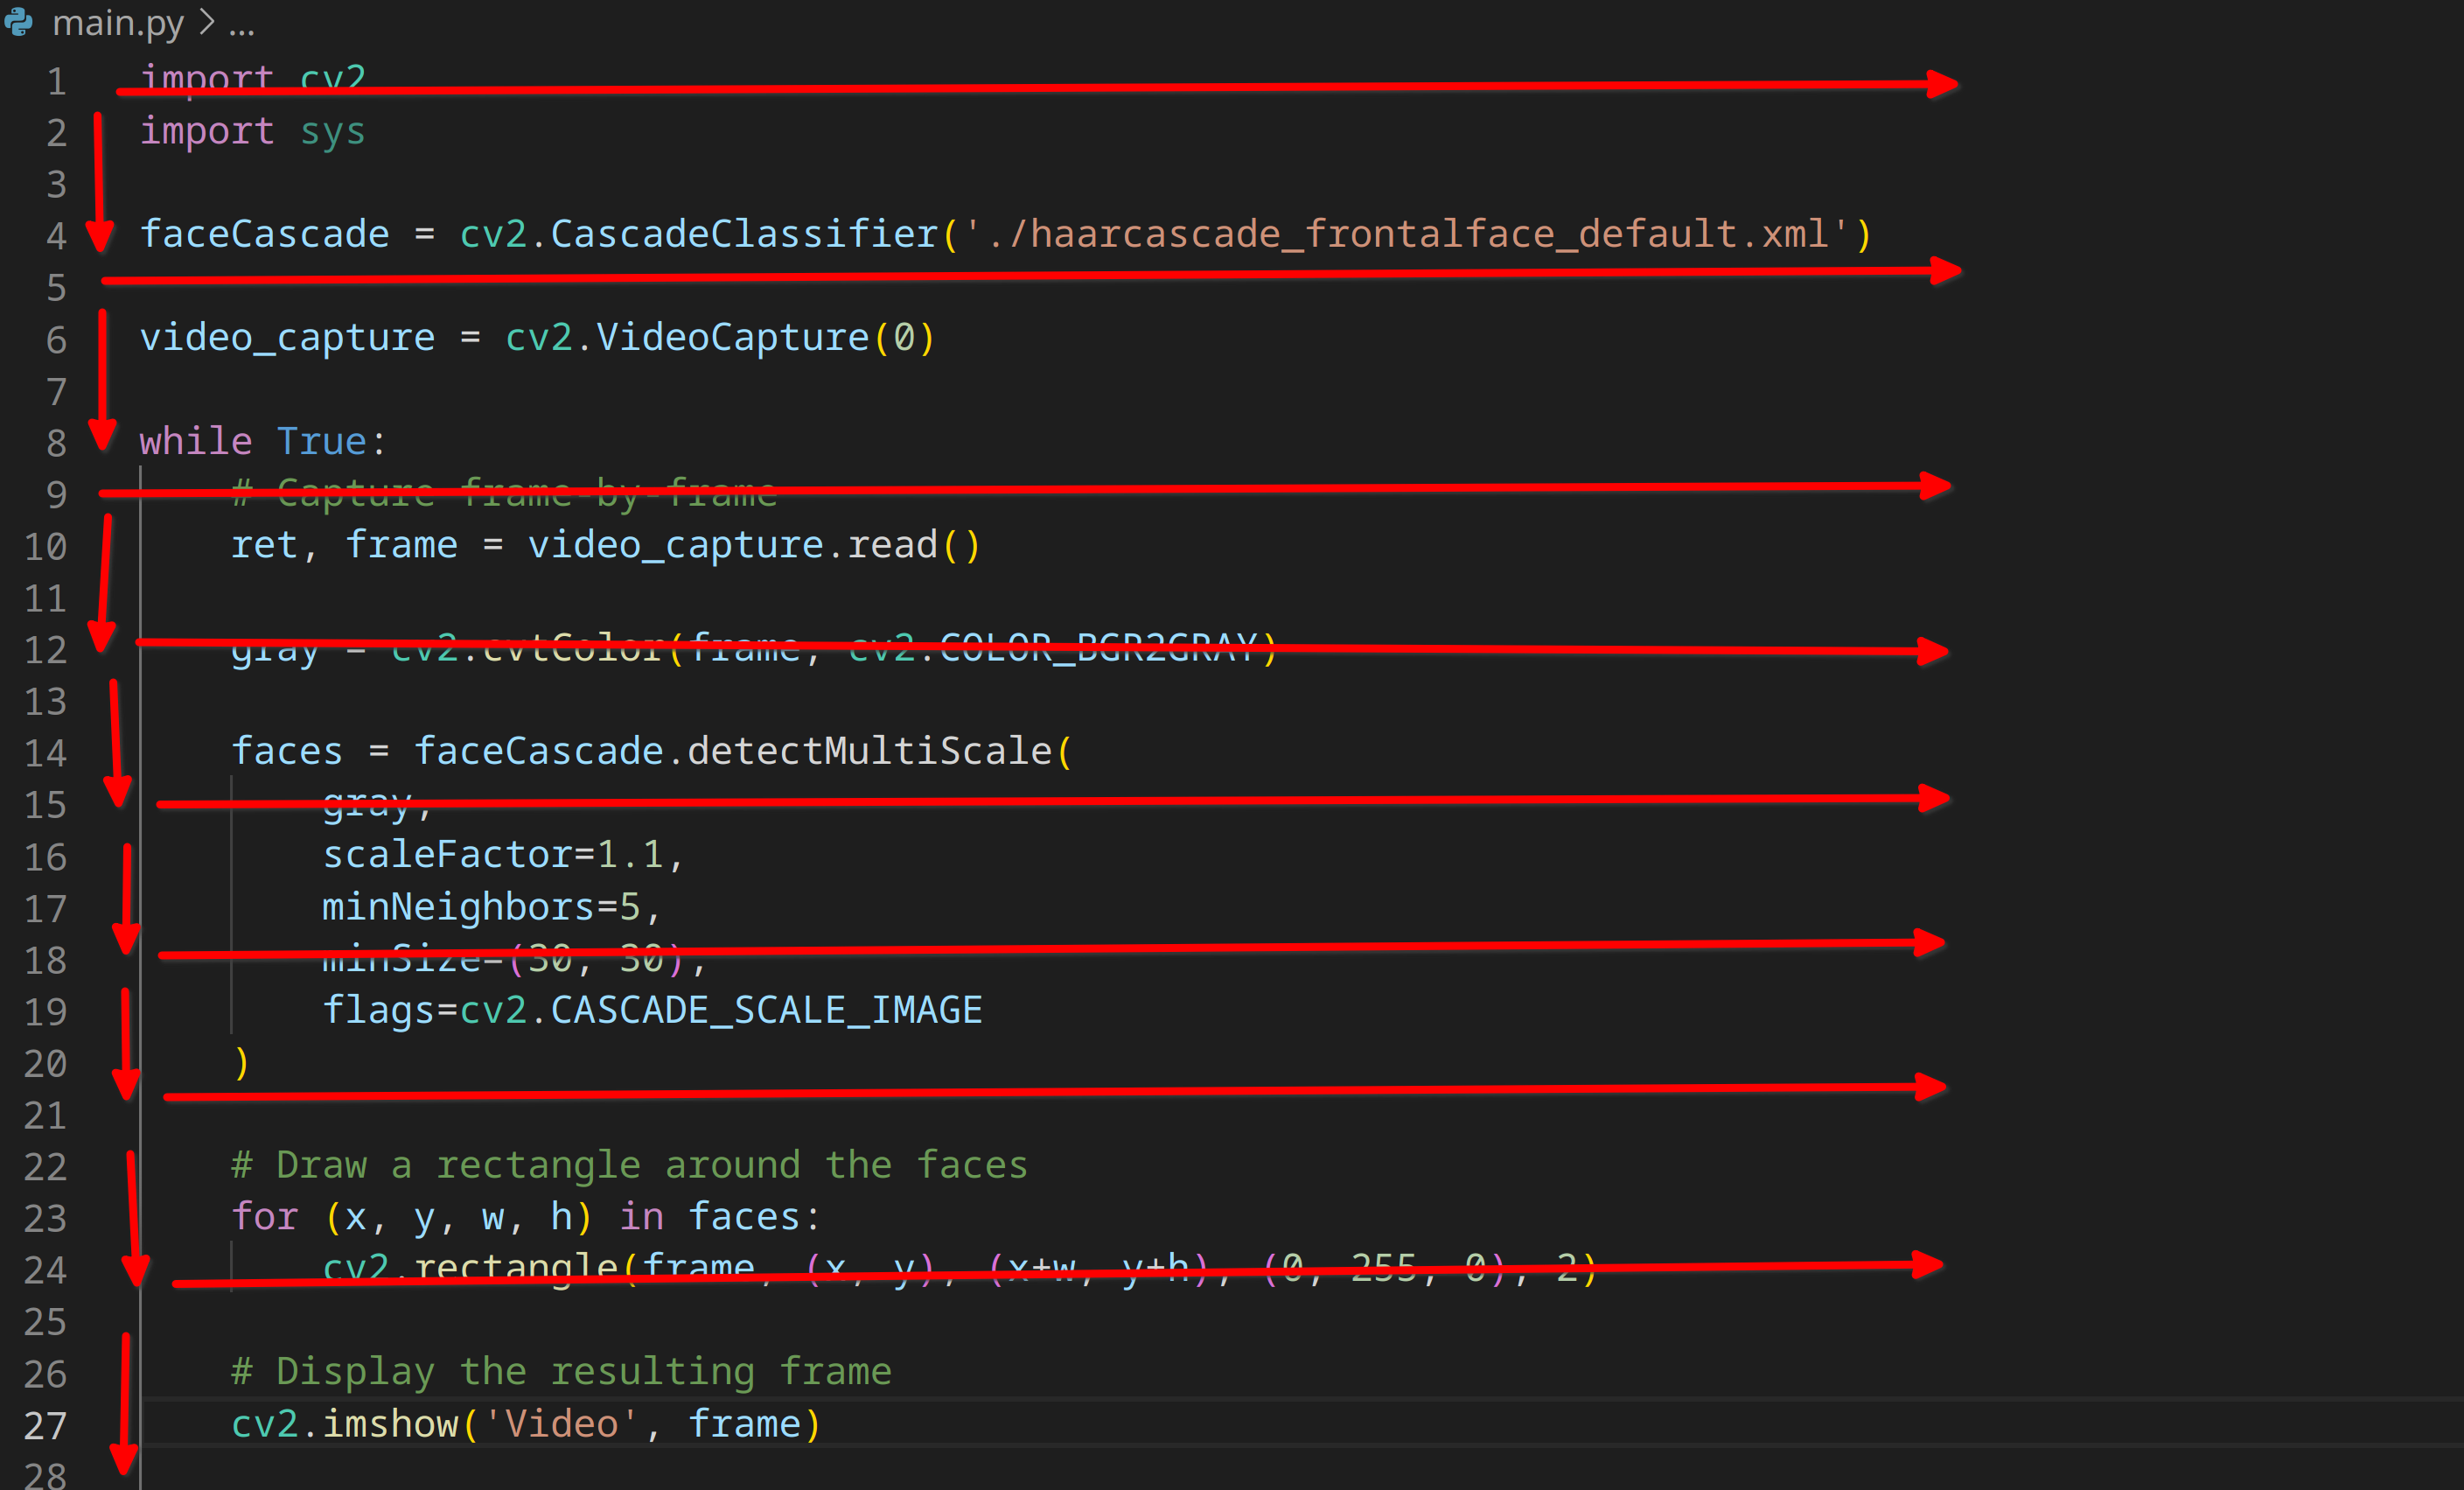 main.py > ...
1 import cv2
2 import sys
3
4 faceCascade = cv2.CascadeClassifier('./haarcascade_frontalface_default.xml')
5
6 video_capture = cv2.VideoCapture(0)
7
8 while True:
9     # Capture frame-by-frame
10     ret, frame = video_capture.read()
11
12     gray = cv2.cvtColor(frame, cv2.COLOR_BGR2GRAY)
13
14     faces = faceCascade.detectMultiScale(
15         gray,
16         scaleFactor=1.1,
17         minNeighbors=5,
18         minSize=(30, 30),
19         flags=cv2.CASCADE_SCALE_IMAGE
20     )
21
22     # Draw a rectangle around the faces
23     for (x, y, w, h) in faces:
24         cv2.rectangle(frame, (x, y), (x+w, y+h), (0, 255, 0), 2)
25
26     # Display the resulting frame
27     cv2.imshow('Video', frame)
28